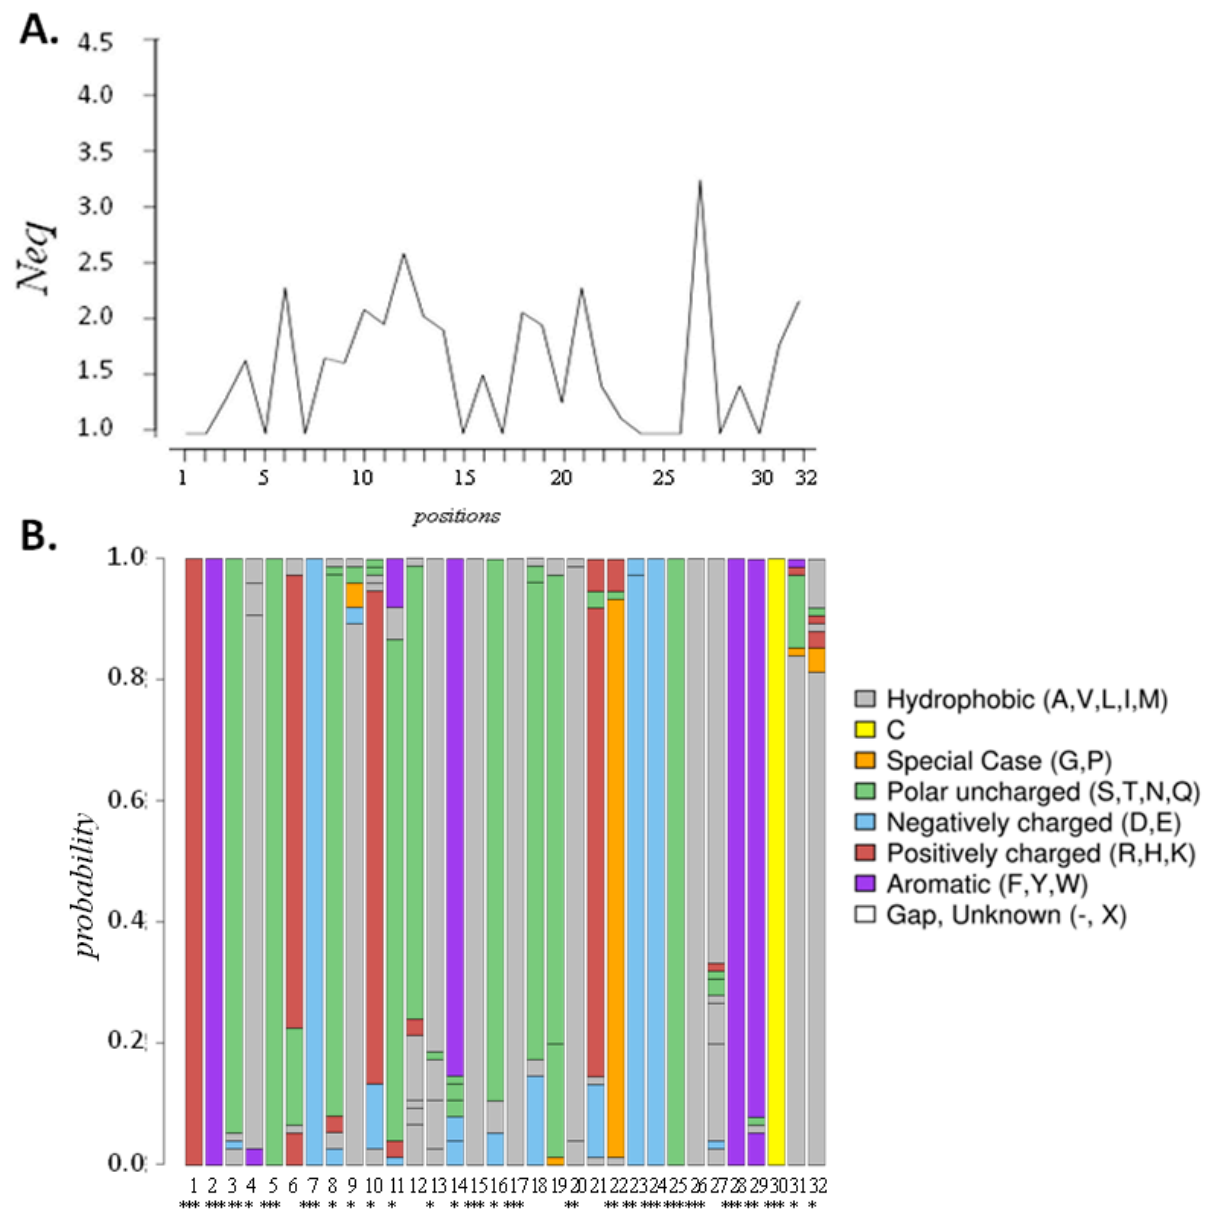 A.
4.5
4.0
3.5
3.0
2.5
2.0
1.5
1.0
Neq
1 5 10 15 20 25 30 32
positions
B.
1.0
0.8
0.6
0.4
0.2
0.0
probability
Hydrophobic (A,V,L,I,M)
C
Special Case (G,P)
Polar uncharged (S,T,N,Q)
Negatively charged (D,E)
Positively charged (R,H,K)
Aromatic (F,Y,W)
Gap, Unknown (-, X)
1 2 3 4 5 6 7 8 9 10 11 12 13 14 15 16 17 18 19 20 21 22 23 24 25 26 27 28 29 30 31 32
*** *** *** * *** *** * * * * * * *** * *** ** ** ** *** *** *** *** ** *** * *